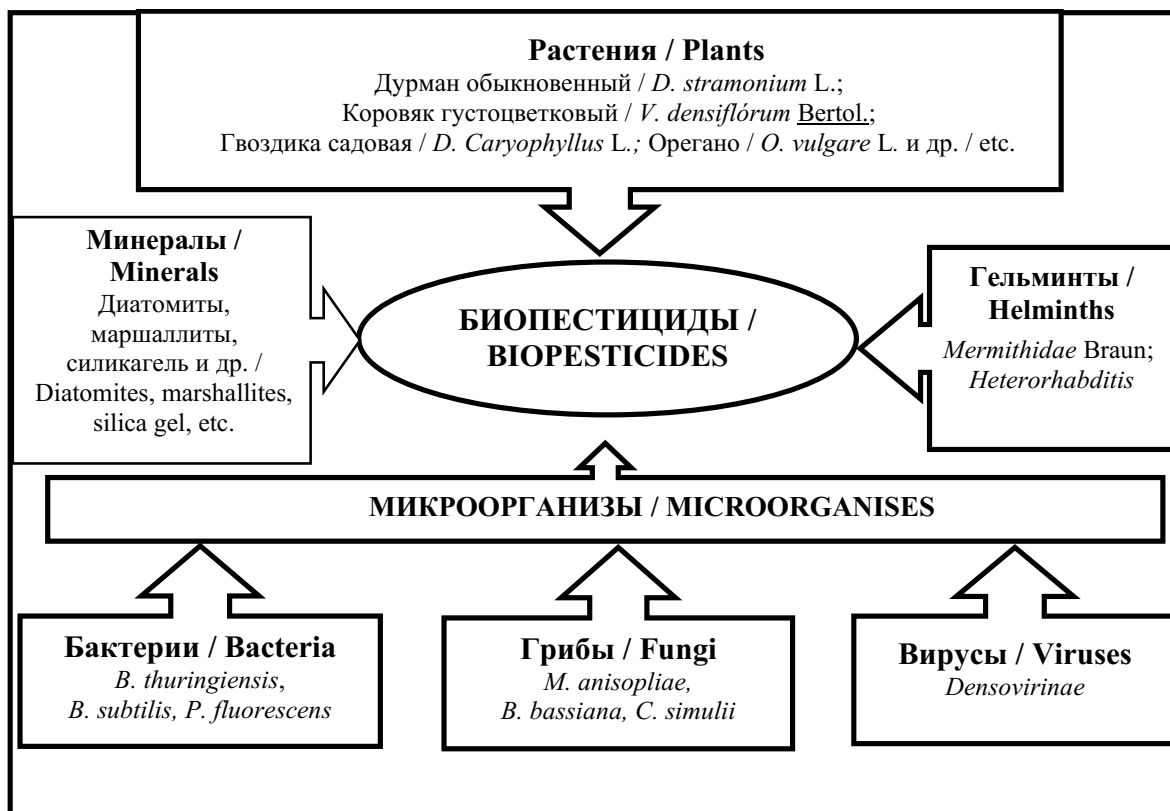 Растения / Plants
Дурман обыкновенный / D. stramonium L.;
Коровяк густоцветковый / V. densiflórum Bertol.;
Гвоздика садовая / D. Caryophyllus L.; Орегано / O. vulgare L. и др. / etc.
Минералы /
Minerals
Диатомиты,
маршаллиты,
силикагель и др. /
Diatomites, marshallites,
silica gel, etc.
БИОПЕСТИЦИДЫ /
BIOPESTICIDES
Гельминты /
Helminths
Mermithidae Braun;
Heterorhabditis
МИКРООРГАНИЗЫ / MICROORGANISES
Бактерии / Bacteria
B. thuringiensis,
B. subtilis, P. fluorescens
Грибы / Fungi
M. anisopliae,
B. bassiana, C. simulii
Вирусы / Viruses
Densovirinae